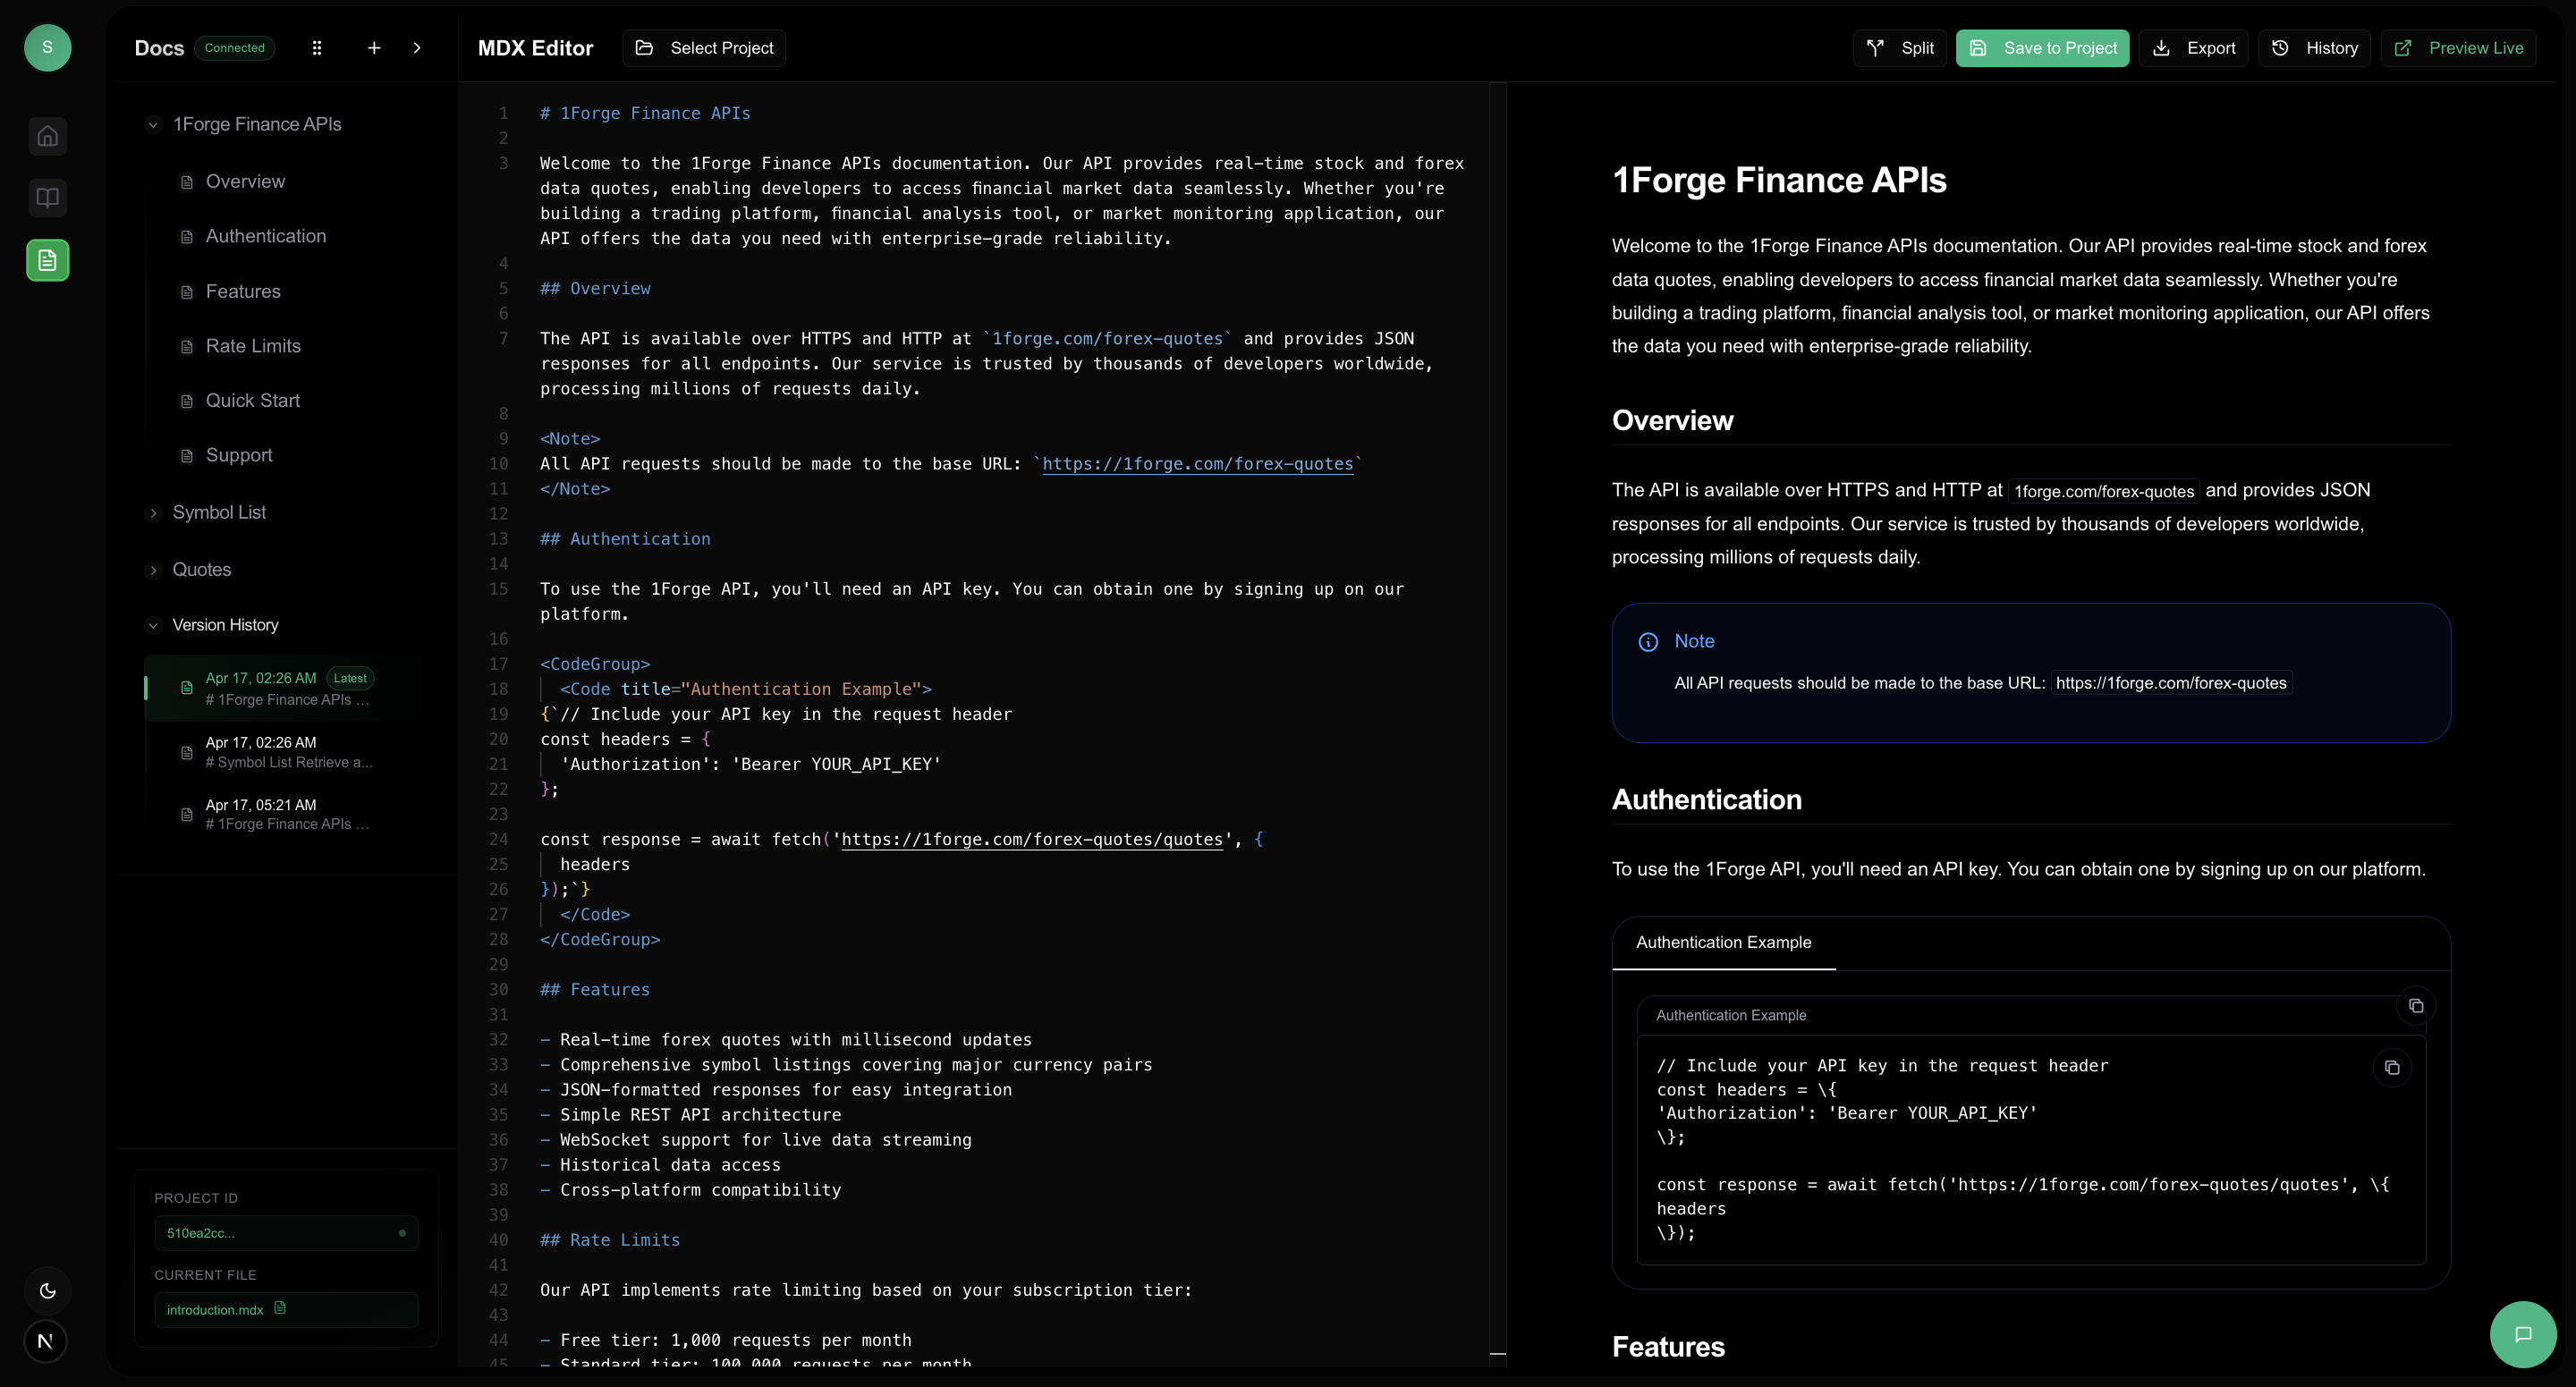 S
Docs
Connected
1Forge Finance APIs
Overview
Authentication
Features
Rate Limits
Quick Start
Support
Symbol List
Quotes
Version History
Apr 17, 02:26 AM Latest
# 1Forge Finance APIs ...
Apr 17, 02:26 AM
# Symbol List Retrieve a...
Apr 17, 05:21 AM
# 1Forge Finance APIs ...
PROJECT ID
510ea2cc...
CURRENT FILE
introduction.mdx
N
MDX Editor
Select Project
Split
Save to Project
Export
History
Preview Live
1 # 1Forge Finance APIs
2
3 Welcome to the 1Forge Finance APIs documentation. Our API provides real-time stock and forex
data quotes, enabling developers to access financial market data seamlessly. Whether you're
building a trading platform, financial analysis tool, or market monitoring application, our
API offers the data you need with enterprise-grade reliability.
4
5 ## Overview
6
7 The API is available over HTTPS and HTTP at `1forge.com/forex-quotes` and provides JSON
responses for all endpoints. Our service is trusted by thousands of developers worldwide,
processing millions of requests daily.
8
9 <Note>
10 All API requests should be made to the base URL: `https://1forge.com/forex-quotes`
11 </Note>
12
13 ## Authentication
14
15 To use the 1Forge API, you'll need an API key. You can obtain one by signing up on our
platform.
16
17 <CodeGroup>
18 <Code title="Authentication Example">
19 {`// Include your API key in the request header
20 const headers = {
21 'Authorization': 'Bearer YOUR_API_KEY'
22 };
23
24 const response = await fetch('https://1forge.com/forex-quotes/quotes', {
25 headers
26 });`}
27 </Code>
28 </CodeGroup>
29
30 ## Features
31
32 - Real-time forex quotes with millisecond updates
33 - Comprehensive symbol listings covering major currency pairs
34 - JSON-formatted responses for easy integration
35 - Simple REST API architecture
36 - WebSocket support for live data streaming
37 - Historical data access
38 - Cross-platform compatibility
39
40 ## Rate Limits
41
42 Our API implements rate limiting based on your subscription tier:
43
44 - Free tier: 1,000 requests per month
45 - Standard tier: 100,000 requests per month
1Forge Finance APIs
Welcome to the 1Forge Finance APIs documentation. Our API provides real-time stock and forex
data quotes, enabling developers to access financial market data seamlessly. Whether you're
building a trading platform, financial analysis tool, or market monitoring application, our API offers
the data you need with enterprise-grade reliability.
Overview
The API is available over HTTPS and HTTP at 1forge.com/forex-quotes and provides JSON
responses for all endpoints. Our service is trusted by thousands of developers worldwide,
processing millions of requests daily.
Note
All API requests should be made to the base URL: https://1forge.com/forex-quotes
Authentication
To use the 1Forge API, you'll need an API key. You can obtain one by signing up on our platform.
Authentication Example
Authentication Example
// Include your API key in the request header
const headers = \{
'Authorization': 'Bearer YOUR_API_KEY'
\};
const response = await fetch('https://1forge.com/forex-quotes/quotes', \{
headers
\});
Features